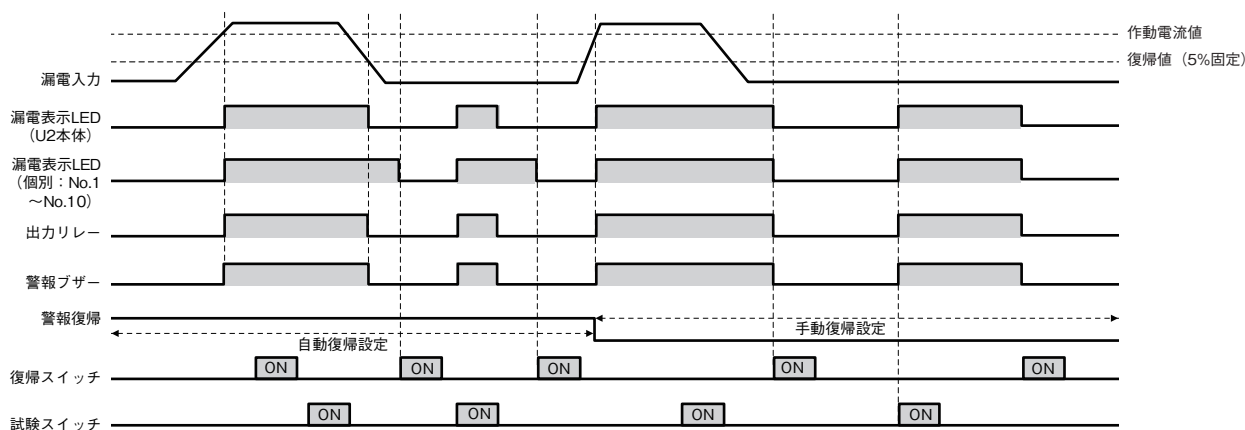 作動電流値
復帰値（5%固定）
漏電入力
漏電表示LED
（U2本体）
漏電表示LED
（個別：No.1
～No.10）
出力リレー
警報ブザー
警報復帰
自動復帰設定
手動復帰設定
復帰スイッチ
ON
ON
ON
ON
ON
試験スイッチ
ON
ON
ON
ON